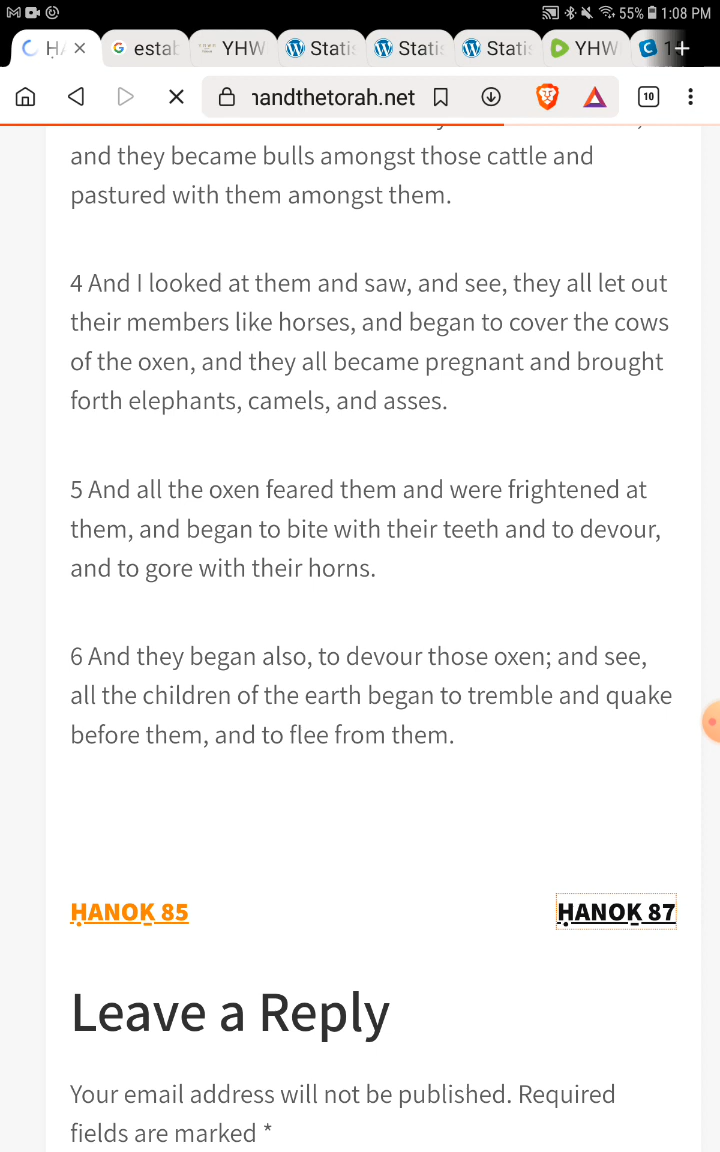 55% 1:08 PM
Ḥ estab YHW Statis Statis Statis YHW 1
nandthetorah.net 10
and they became bulls amongst those cattle and
pastured with them amongst them.
4 And I looked at them and saw, and see, they all let out
their members like horses, and began to cover the cows
of the oxen, and they all became pregnant and brought
forth elephants, camels, and asses.
5 And all the oxen feared them and were frightened at
them, and began to bite with their teeth and to devour,
and to gore with their horns.
6 And they began also, to devour those oxen; and see,
all the children of the earth began to tremble and quake
before them, and to flee from them.
ḤANOḴ 85
ḤANOḴ 87
Leave a Reply
Your email address will not be published. Required
fields are marked *